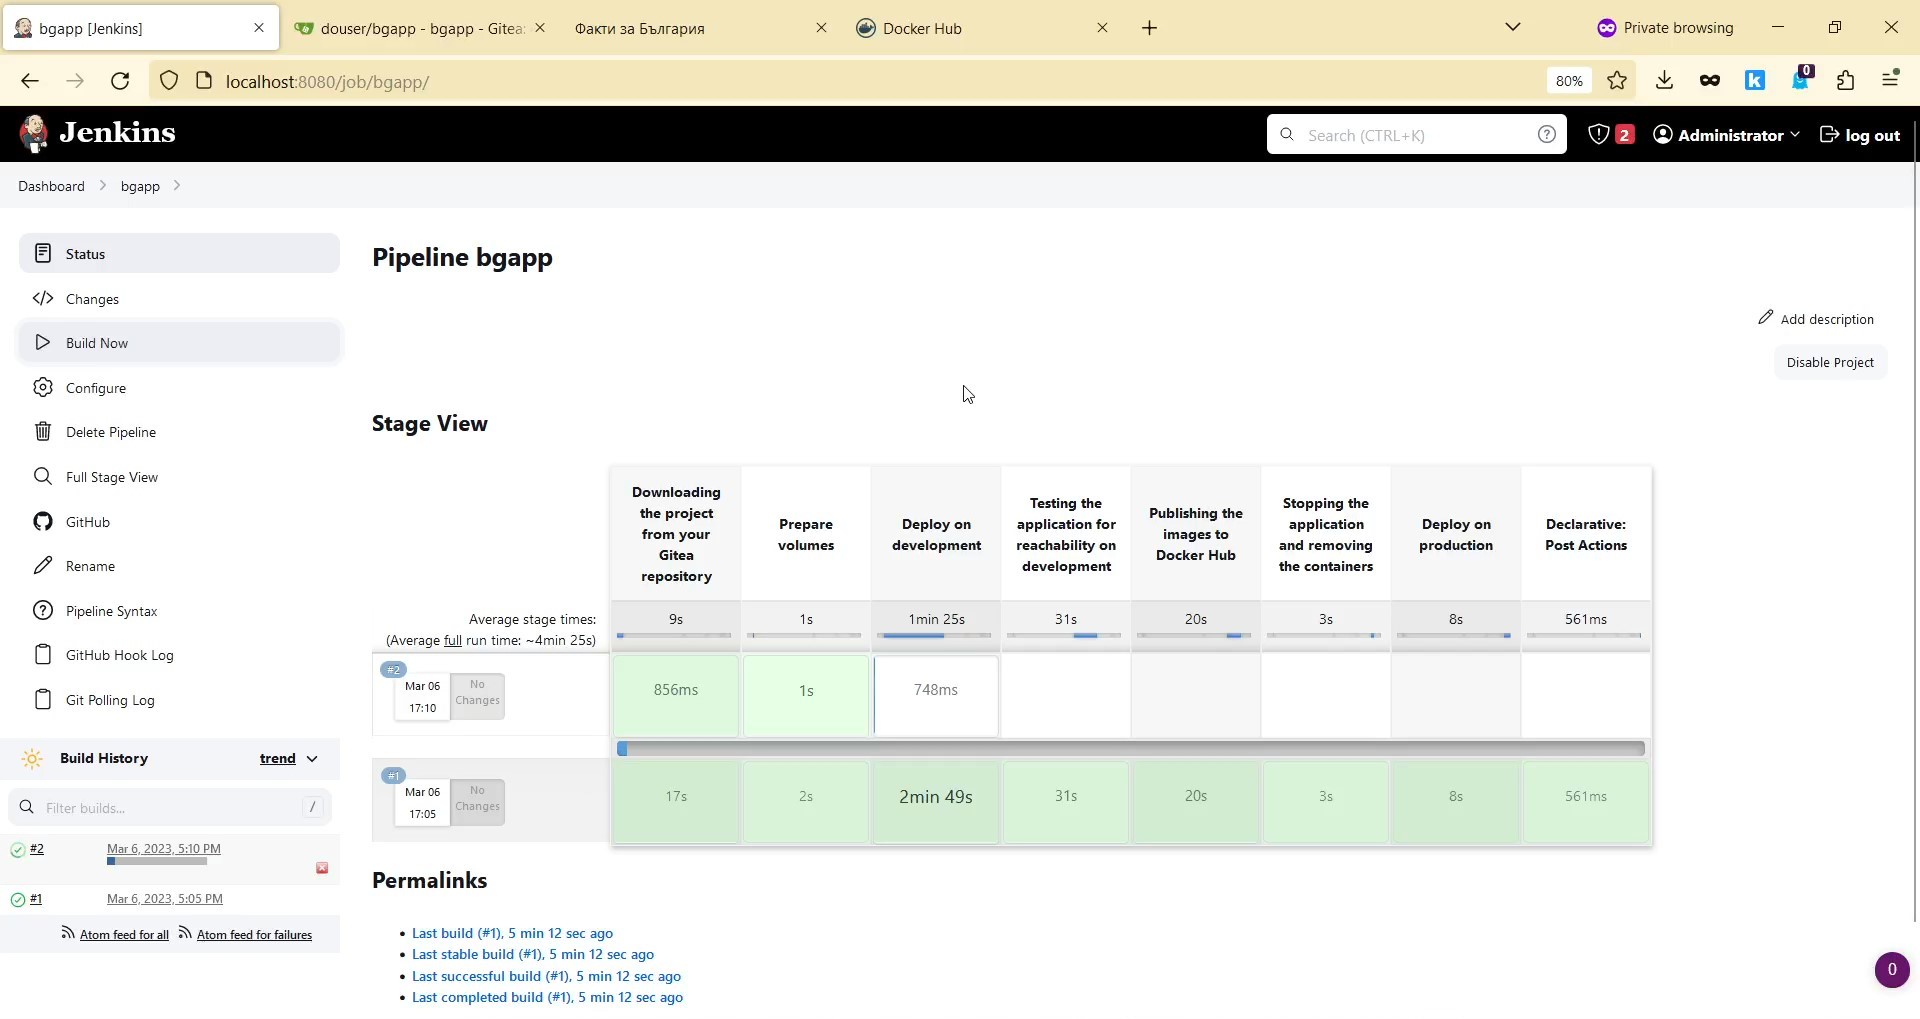 bgapp [Jenkins]
douser/bgapp - bgapp - Gitea:
Факти за България
Docker Hub
Private browsing
localhost:8080/job/bgapp/
80%
k
0
Jenkins
Search (CTRL+K)
2
Administrator
log out
Dashboard
bgapp
Status
Changes
Build Now
Configure
Delete Pipeline
Full Stage View
GitHub
Rename
Pipeline Syntax
GitHub Hook Log
Git Polling Log
Build History
trend
Filter builds...
/
#2
Mar 6, 2023, 5:10 PM
#1
Mar 6, 2023, 5:05 PM
Atom feed for all
Atom feed for failures
Pipeline bgapp
Add description
Disable Project
Stage View
Downloading
the project
from your
Gitea
repository
Prepare
volumes
Deploy on
development
Testing the
application for
reachability on
development
Publishing the
images to
Docker Hub
Stopping the
application
and removing
the containers
Deploy on
production
Declarative:
Post Actions
Average stage times:
(Average full run time: ~4min 25s)
9s
1s
1min 25s
31s
20s
3s
8s
561ms
#2
Mar 06
17:10
No
Changes
856ms
1s
748ms
#1
Mar 06
17:05
No
Changes
17s
2s
2min 49s
31s
20s
3s
8s
561ms
Permalinks
Last build (#1), 5 min 12 sec ago
Last stable build (#1), 5 min 12 sec ago
Last successful build (#1), 5 min 12 sec ago
Last completed build (#1), 5 min 12 sec ago
0